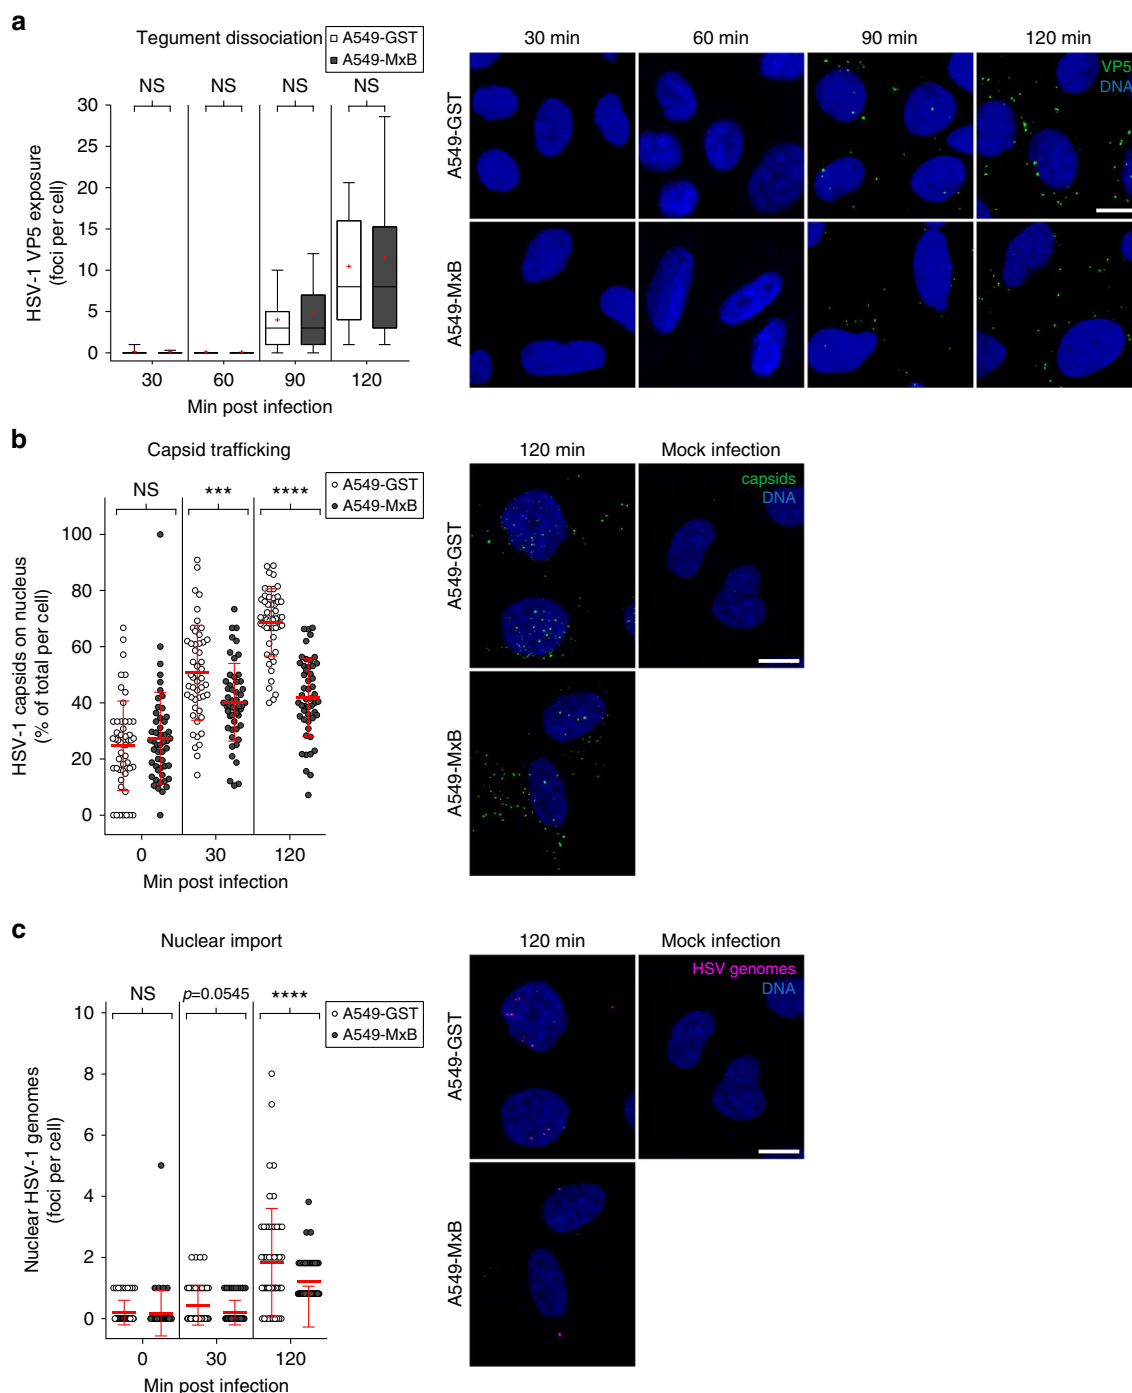 a
Tegument dissociation
A549-GST
A549-MxB
NS NS NS NS
30
25
20
15
10
5
0
HSV-1 VP5 exposure
(foci per cell)
30 60 90 120
Min post infection
30 min 60 min 90 min 120 min
VP5
DNA
A549-GST
A549-MxB
b
Capsid trafficking
A549-GST
A549-MxB
NS *** ****
100
80
60
40
20
0
HSV-1 capsids on nucleus
(% of total per cell)
0 30 120
Min post infection
120 min Mock infection
capsids
DNA
A549-GST
A549-MxB
c
Nuclear import
A549-GST
A549-MxB
NS p=0.0545 ****
10
8
6
4
2
0
Nuclear HSV-1 genomes
(foci per cell)
0 30 120
Min post infection
120 min Mock infection
HSV genomes
DNA
A549-GST
A549-MxB